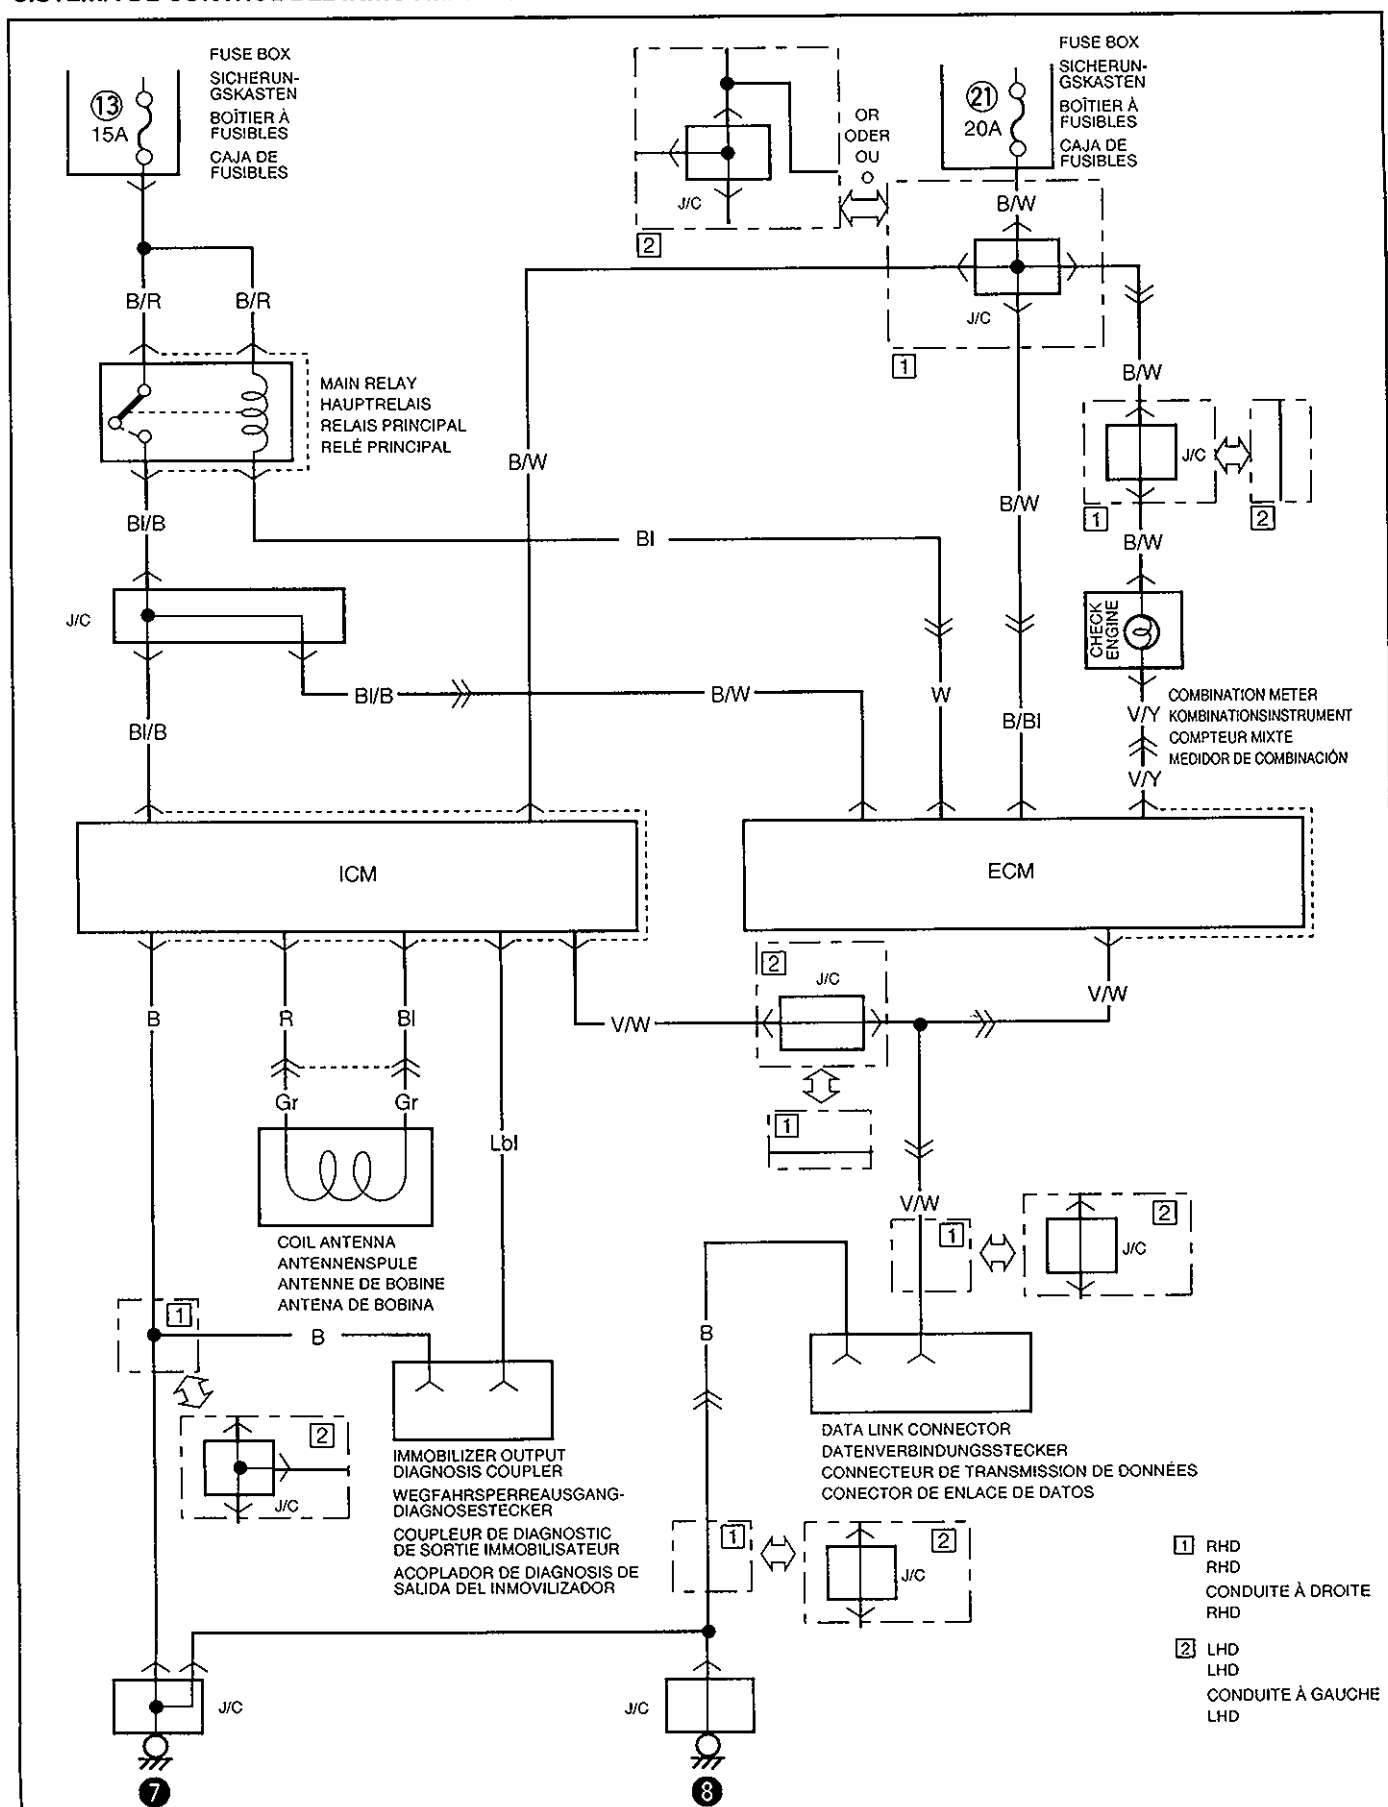 FUSE BOX
SICHERUN-
GSKASTEN
BOÎTIER À
FUSIBLES
CAJA DE
FUSIBLES
13
15A
J/C
2
OR
ODER
OU
O
FUSE BOX
SICHERUN-
GSKASTEN
BOÎTIER À
FUSIBLES
CAJA DE
FUSIBLES
21
20A
B/W
J/C
1
B/R
B/R
MAIN RELAY
HAUPTRELAIS
RELAIS PRINCIPAL
RELÉ PRINCIPAL
B/W
B/W
B/W
J/C
1
2
B/W
Bl/B
Bl
J/C
CHECK
ENGINE
Bl/B
B/W
W
B/Bl
V/Y
COMBINATION METER
KOMBINATIONSINSTRUMENT
COMPTEUR MIXTE
MEDIDOR DE COMBINACIÓN
V/Y
Bl/B
ICM
ECM
B
R
Bl
V/W
2
J/C
V/W
1
Gr
Gr
Lbl
COIL ANTENNA
ANTENNENSPULE
ANTENNE DE BOBINE
ANTENA DE BOBINA
V/W
1
2
J/C
1
B
B
2
J/C
IMMOBILIZER OUTPUT
DIAGNOSIS COUPLER
WEGFAHRSPERREAUSGANG-
DIAGNOSESTECKER
COUPLEUR DE DIAGNOSTIC
DE SORTIE IMMOBILISATEUR
ACOPLADOR DE DIAGNOSIS DE
SALIDA DEL INMOVILIZADOR
DATA LINK CONNECTOR
DATENVERBINDUNGSSTECKER
CONNECTEUR DE TRANSMISSION DE DONNÉES
CONECTOR DE ENLACE DE DATOS
1
2
J/C
1 RHD
RHD
CONDUITE À DROITE
RHD
2 LHD
LHD
CONDUITE À GAUCHE
LHD
J/C
J/C
7
8